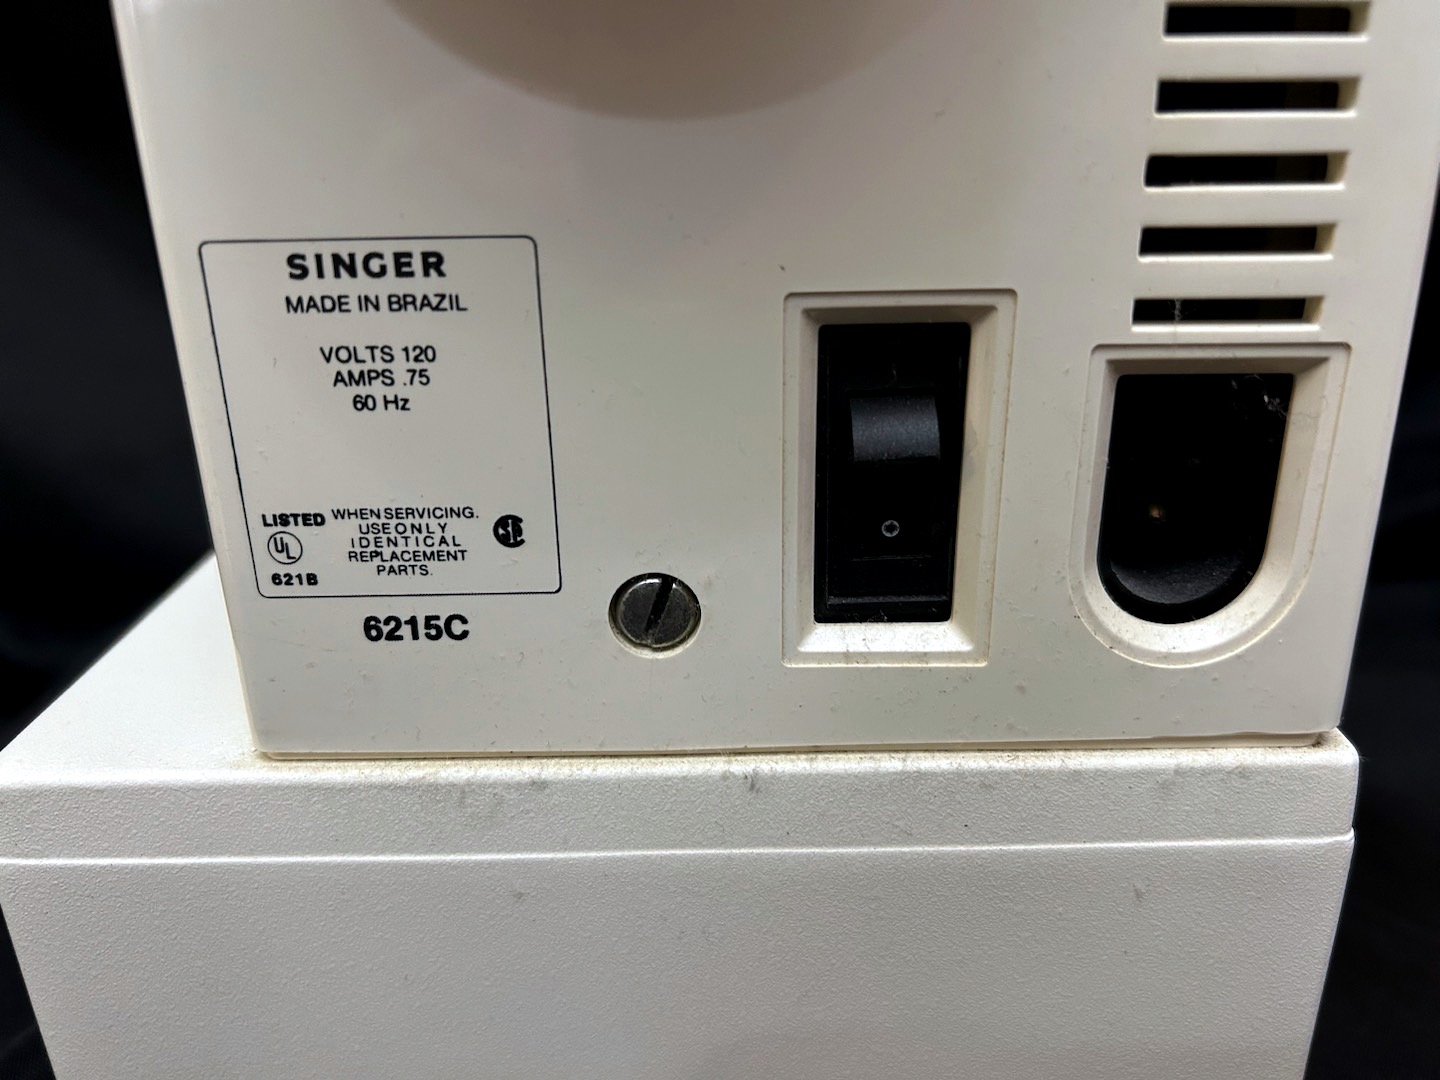 SINGER
MADE IN BRAZIL
VOLTS 120
AMPS .75
60 Hz
LISTED
UL
621B
WHEN SERVICING.
USE ONLY
IDENTICAL
REPLACEMENT
PARTS.
6215C